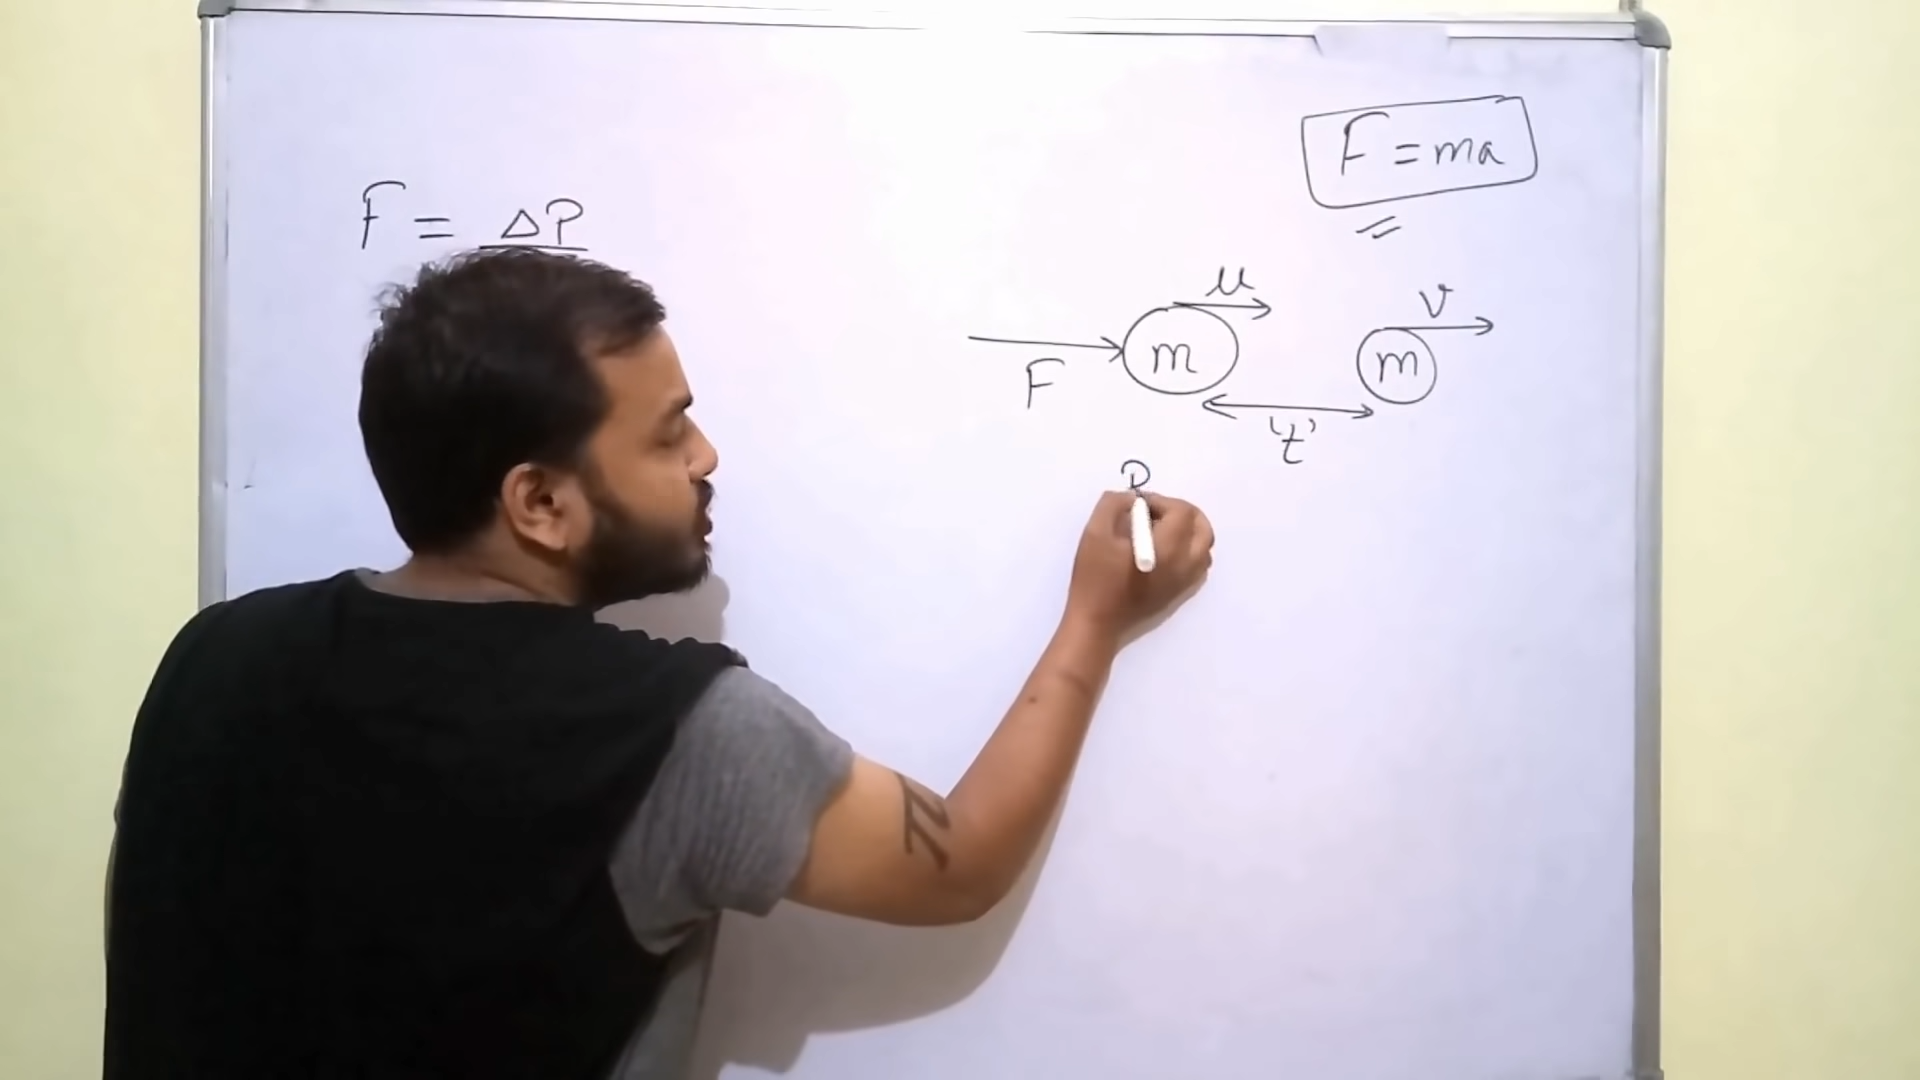 F = ma
F = ΔP
u
v
m
m
F
't'
P
π